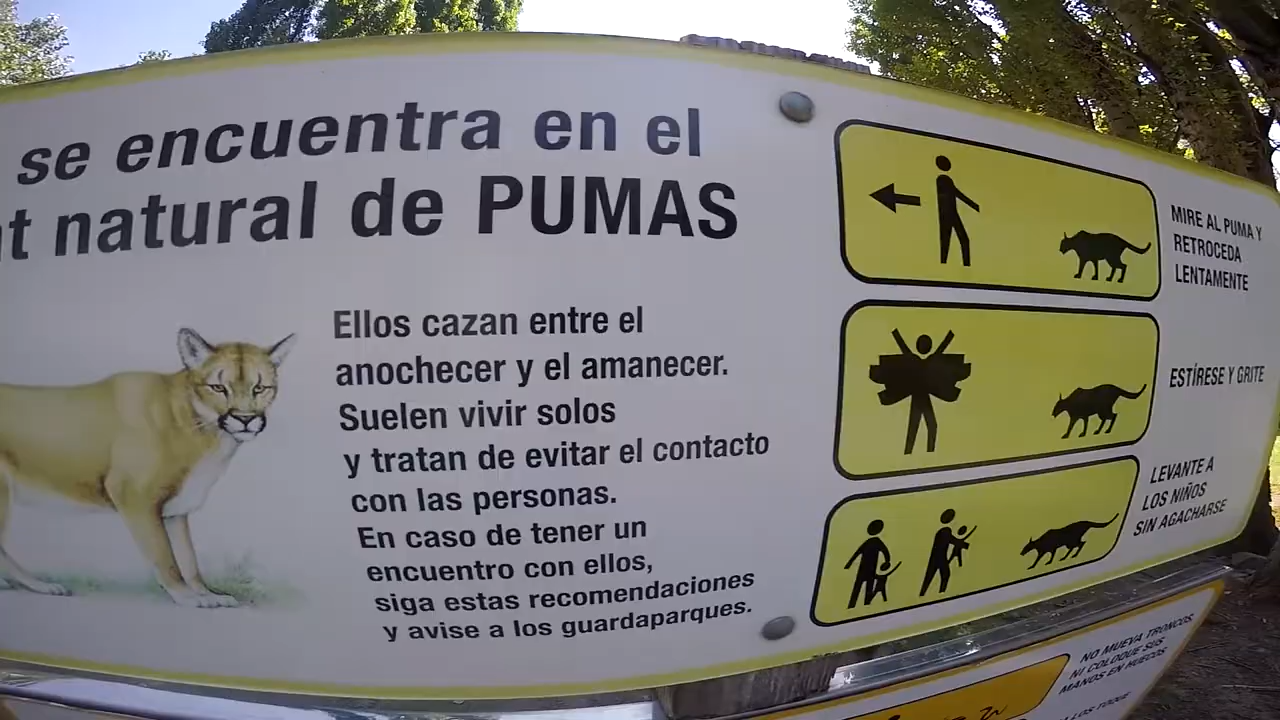 se encuentra en el
natural de PUMAS
Ellos cazan entre el
anochecer y el amanecer.
Suelen vivir solos
y tratan de evitar el contacto
con las personas.
En caso de tener un
encuentro con ellos,
siga estas recomendaciones
y avise a los guardaparques.
MIRE AL PUMA Y
RETROCEDA
LENTAMENTE
ESTÍRESE Y GRITE
LEVANTE A
LOS NIÑOS
SIN AGACHARSE
NO MUEVA TRONCOS
NI COLOQUE SUS
MANOS EN HUECOS
LOS TOQUE